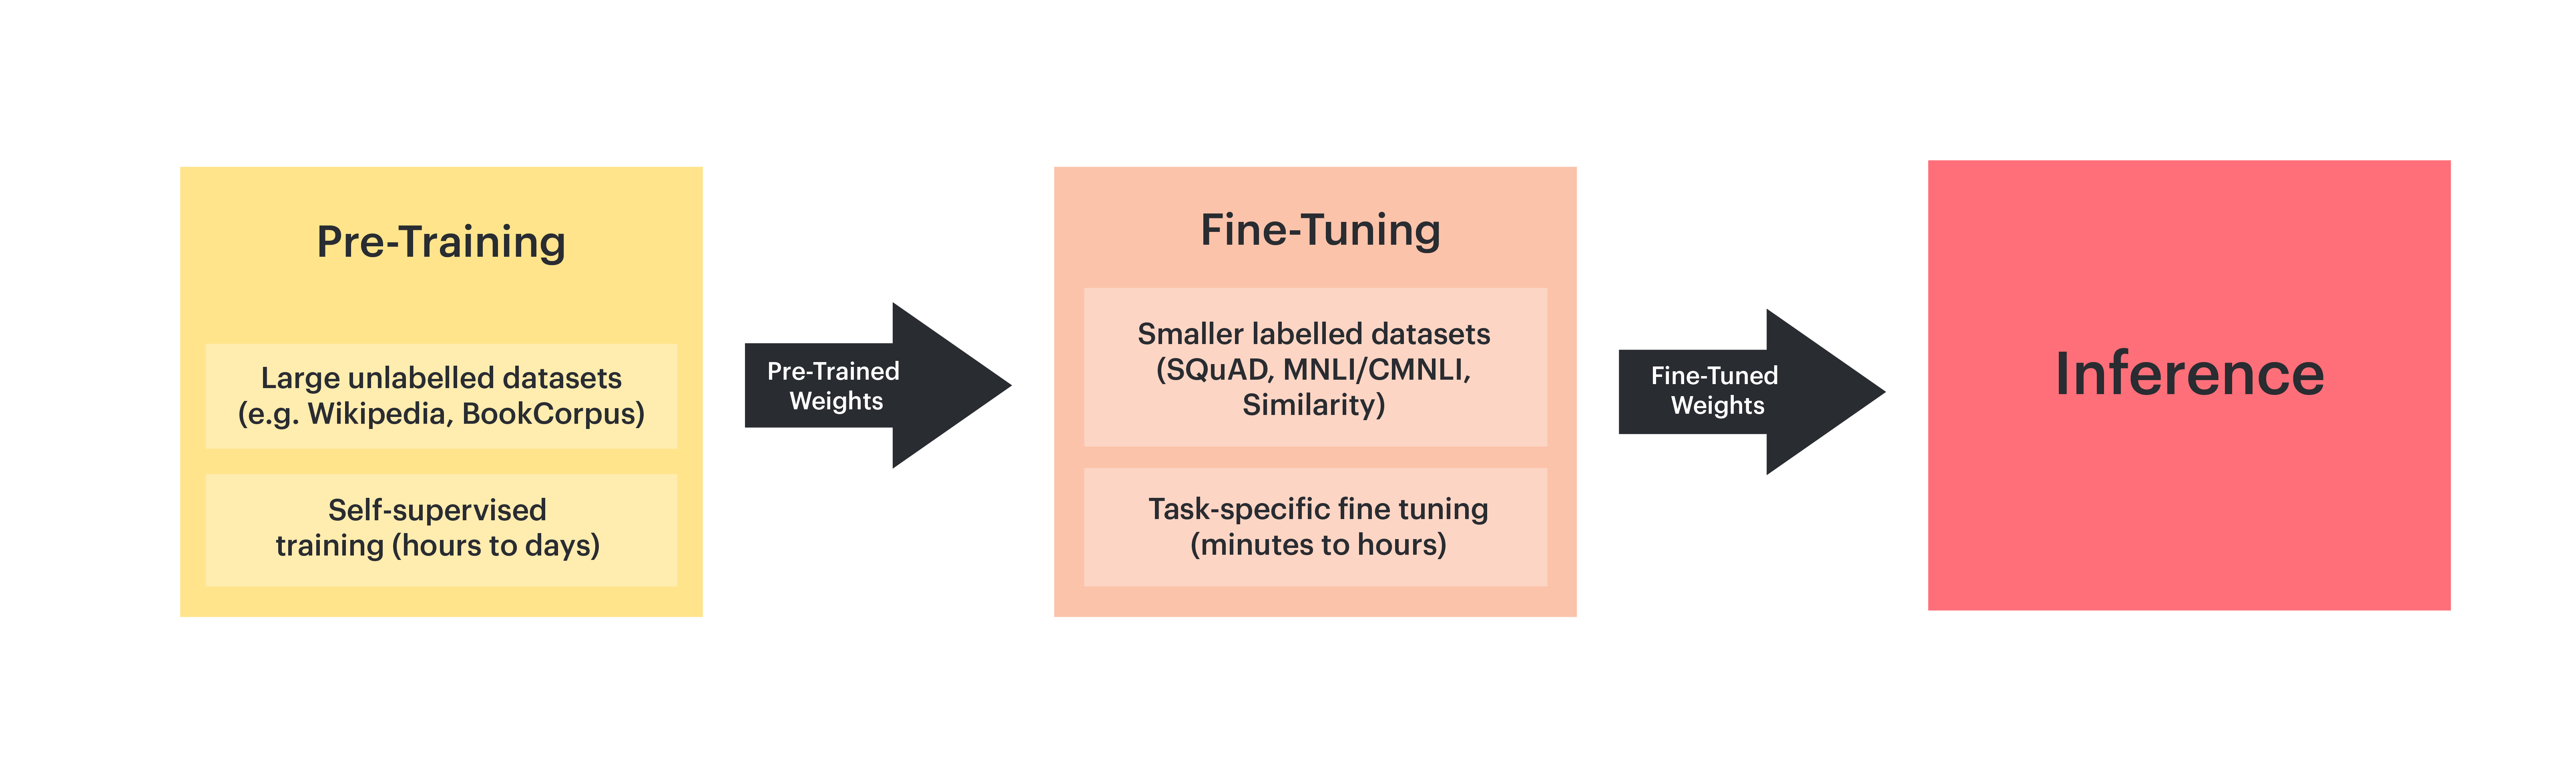 Pre-Training
Large unlabelled datasets
(e.g. Wikipedia, BookCorpus)
Self-supervised
training (hours to days)
Pre-Trained
Weights
Fine-Tuning
Smaller labelled datasets
(SQuAD, MNLI/CMNLI,
Similarity)
Task-specific fine tuning
(minutes to hours)
Fine-Tuned
Weights
Inference